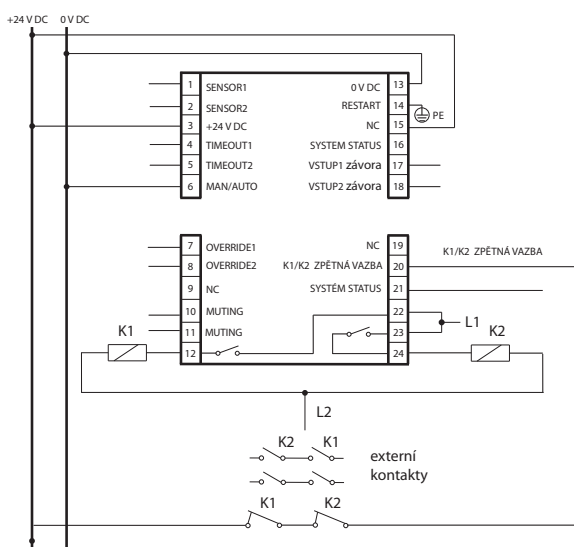 +24 V DC 0 V DC
1 SENSOR1 0 V DC 13
2 SENSOR2 RESTART 14
PE
3 +24 V DC NC 15
4 TIMEOUT1 SYSTEM STATUS 16
5 TIMEOUT2 VSTUP1 závora 17
6 MAN/AUTO VSTUP2 závora 18
7 OVERRIDE1 NC 19
K1/K2 ZPĚTNÁ VAZBA
8 OVERRIDE2 K1/K2 ZPĚTNÁ VAZBA 20
9 NC SYSTÉM STATUS 21
10 MUTING 22
L1
K1 11 MUTING 23 K2
12 24
L2
K2 K1
externí
kontakty
K1 K2